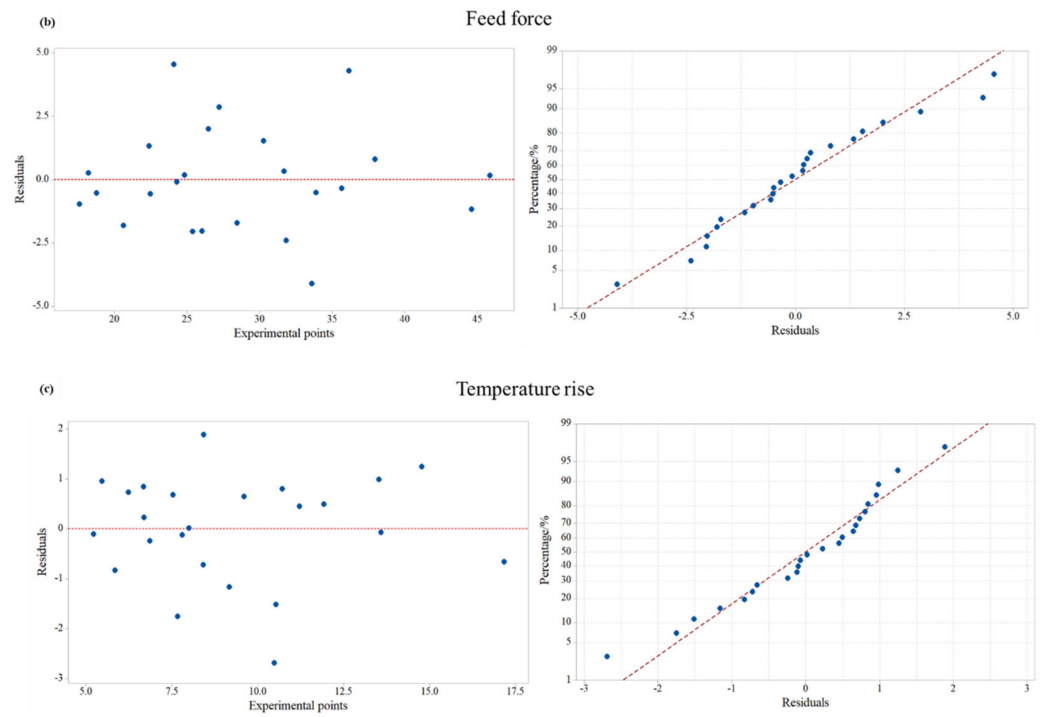 (b)
Feed force
5.0
2.5
0.0
-2.5
-5.0
Residuals
20 25 30 35 40 45
Experimental points
99
95
90
80
70
60
50
40
30
20
10
5
1
Percentage/%
-5.0 -2.5 0.0 2.5 5.0
Residuals
(c)
Temperature rise
2
1
0
-1
-2
-3
Residuals
5.0 7.5 10.0 12.5 15.0 17.5
Experimental points
99
95
90
80
70
60
50
40
30
20
10
5
1
Percentage/%
-3 -2 -1 0 1 2 3
Residuals